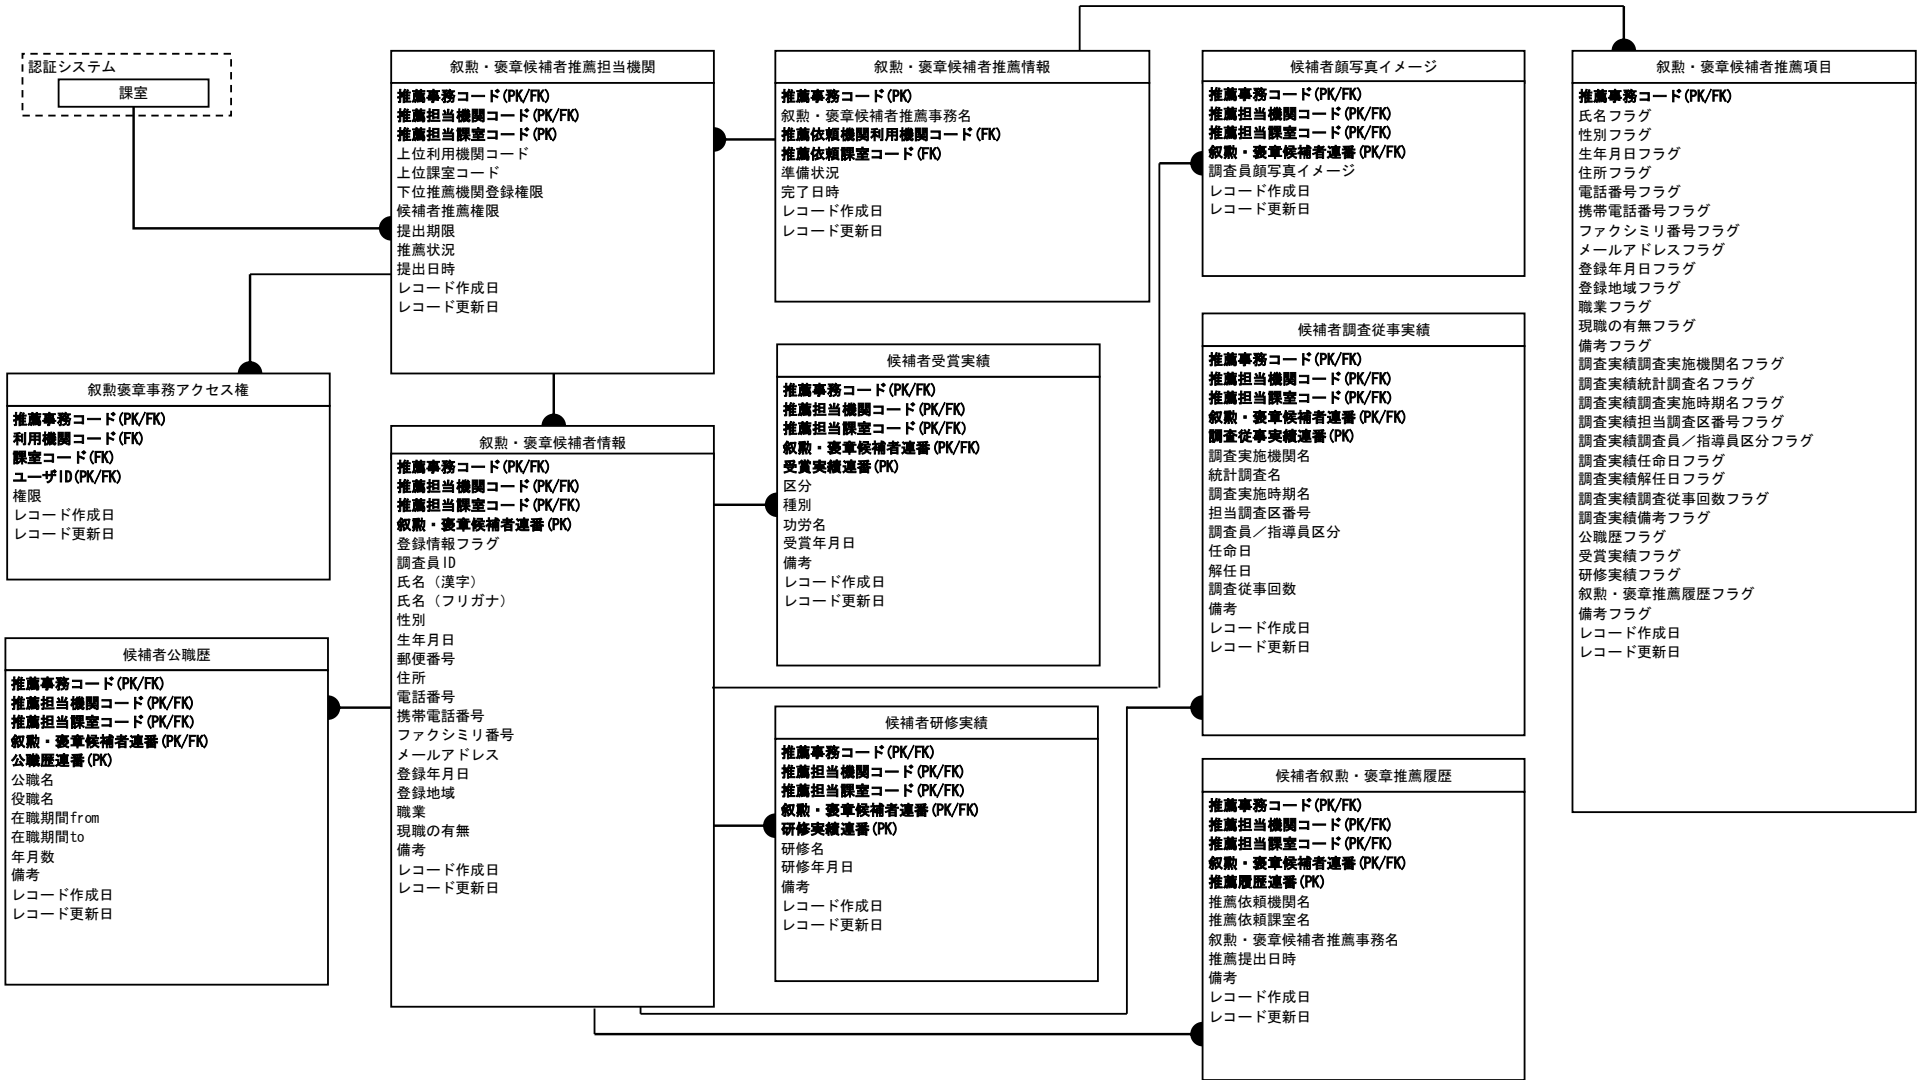 認証システム
課室
叙勲・褒章候補者推薦担当機関
推薦事務コード(PK/FK)
推薦担当機関コード(PK/FK)
推薦担当課室コード(PK)
上位利用機関コード
上位課室コード
下位推薦機関登録権限
候補者推薦権限
提出期限
推薦状況
提出日時
レコード作成日
レコード更新日
叙勲・褒章候補者推薦情報
推薦事務コード(PK)
叙勲・褒章候補者推薦事務名
推薦依頼機関利用機関コード(FK)
推薦依頼課室コード(FK)
準備状況
完了日時
レコード作成日
レコード更新日
候補者顔写真イメージ
推薦事務コード(PK/FK)
推薦担当機関コード(PK/FK)
推薦担当課室コード(PK/FK)
叙勲・褒章候補者連番(PK/FK)
調査員顔写真イメージ
レコード作成日
レコード更新日
叙勲・褒章候補者推薦項目
推薦事務コード(PK/FK)
氏名フラグ
性別フラグ
生年月日フラグ
住所フラグ
電話番号フラグ
携帯電話番号フラグ
ファクシミリ番号フラグ
メールアドレスフラグ
登録年月日フラグ
登録地域フラグ
職業フラグ
現職の有無フラグ
備考フラグ
調査実績調査実施機関名フラグ
調査実績統計調査名フラグ
調査実績調査実施時期名フラグ
調査実績担当調査区番号フラグ
調査実績調査員／指導員区分フラグ
調査実績任命日フラグ
調査実績解任日フラグ
調査実績調査従事回数フラグ
調査実績備考フラグ
公職歴フラグ
受賞実績フラグ
研修実績フラグ
叙勲・褒章推薦履歴フラグ
備考フラグ
レコード作成日
レコード更新日
叙勲褒章事務アクセス権
推薦事務コード(PK/FK)
利用機関コード(FK)
課室コード(FK)
ユーザID(PK/FK)
権限
レコード作成日
レコード更新日
叙勲・褒章候補者情報
推薦事務コード(PK/FK)
推薦担当機関コード(PK/FK)
推薦担当課室コード(PK/FK)
叙勲・褒章候補者連番(PK)
登録情報フラグ
調査員ID
氏名（漢字）
氏名（フリガナ）
性別
生年月日
郵便番号
住所
電話番号
携帯電話番号
ファクシミリ番号
メールアドレス
登録年月日
登録地域
職業
現職の有無
備考
レコード作成日
レコード更新日
候補者受賞実績
推薦事務コード(PK/FK)
推薦担当機関コード(PK/FK)
推薦担当課室コード(PK/FK)
叙勲・褒章候補者連番(PK/FK)
受賞実績連番(PK)
区分
種別
功労名
受賞年月日
備考
レコード作成日
レコード更新日
候補者調査従事実績
推薦事務コード(PK/FK)
推薦担当機関コード(PK/FK)
推薦担当課室コード(PK/FK)
叙勲・褒章候補者連番(PK/FK)
調査従事実績連番(PK)
調査実施機関名
統計調査名
調査実施時期名
担当調査区番号
調査員／指導員区分
任命日
解任日
調査従事回数
備考
レコード作成日
レコード更新日
候補者公職歴
推薦事務コード(PK/FK)
推薦担当機関コード(PK/FK)
推薦担当課室コード(PK/FK)
叙勲・褒章候補者連番(PK/FK)
公職歴連番(PK)
公職名
役職名
在職期間from
在職期間to
年月数
備考
レコード作成日
レコード更新日
候補者研修実績
推薦事務コード(PK/FK)
推薦担当機関コード(PK/FK)
推薦担当課室コード(PK/FK)
叙勲・褒章候補者連番(PK/FK)
研修実績連番(PK)
研修名
研修年月日
備考
レコード作成日
レコード更新日
候補者叙勲・褒章推薦履歴
推薦事務コード(PK/FK)
推薦担当機関コード(PK/FK)
推薦担当課室コード(PK/FK)
叙勲・褒章候補者連番(PK/FK)
推薦履歴連番(PK)
推薦依頼機関名
推薦依頼課室名
叙勲・褒章候補者推薦事務名
推薦提出日時
備考
レコード作成日
レコード更新日